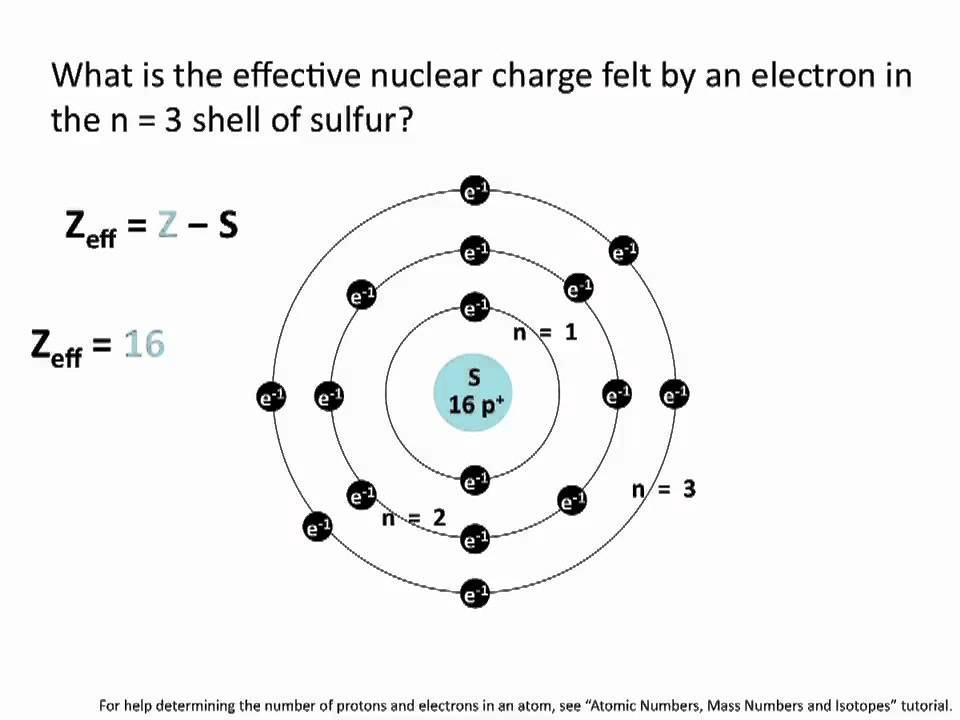 What is the effective nuclear charge felt by an electron in
the n = 3 shell of sulfur?
Zeff = Z – S
Zeff = 16
e-1
e-1
e-1
e-1
e-1
e-1
e-1
n = 1
S
16 p+
e-1
e-1
e-1
e-1
e-1
n = 3
e-1
e-1
n = 2
e-1
e-1
e-1
For help determining the number of protons and electrons in an atom, see “Atomic Numbers, Mass Numbers and Isotopes” tutorial.